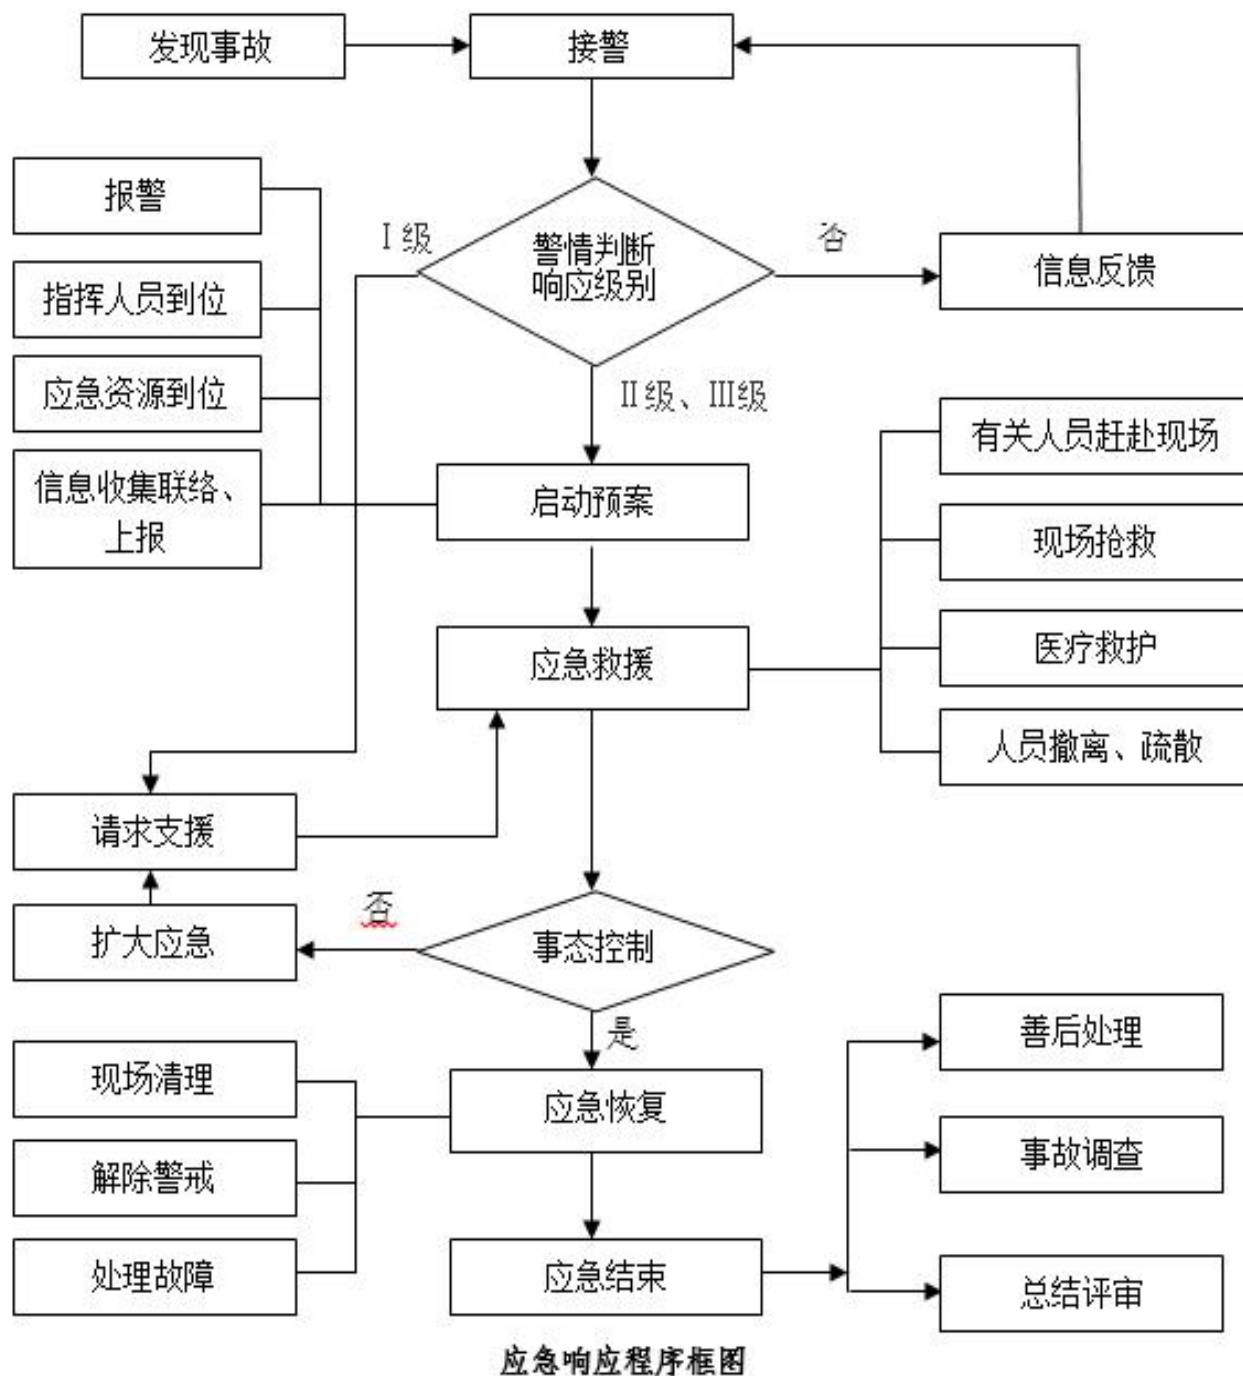 发现事故
接警
报警
Ⅰ级
警情判断
响应级别
否
信息反馈
指挥人员到位
应急资源到位
Ⅱ级、Ⅲ级
有关人员赶赴现场
信息收集联络、
上报
启动预案
现场抢救
应急救援
医疗救护
人员撤离、疏散
请求支援
否
扩大应急
事态控制
是
善后处理
现场清理
应急恢复
事故调查
解除警戒
处理故障
应急结束
总结评审
应急响应程序框图